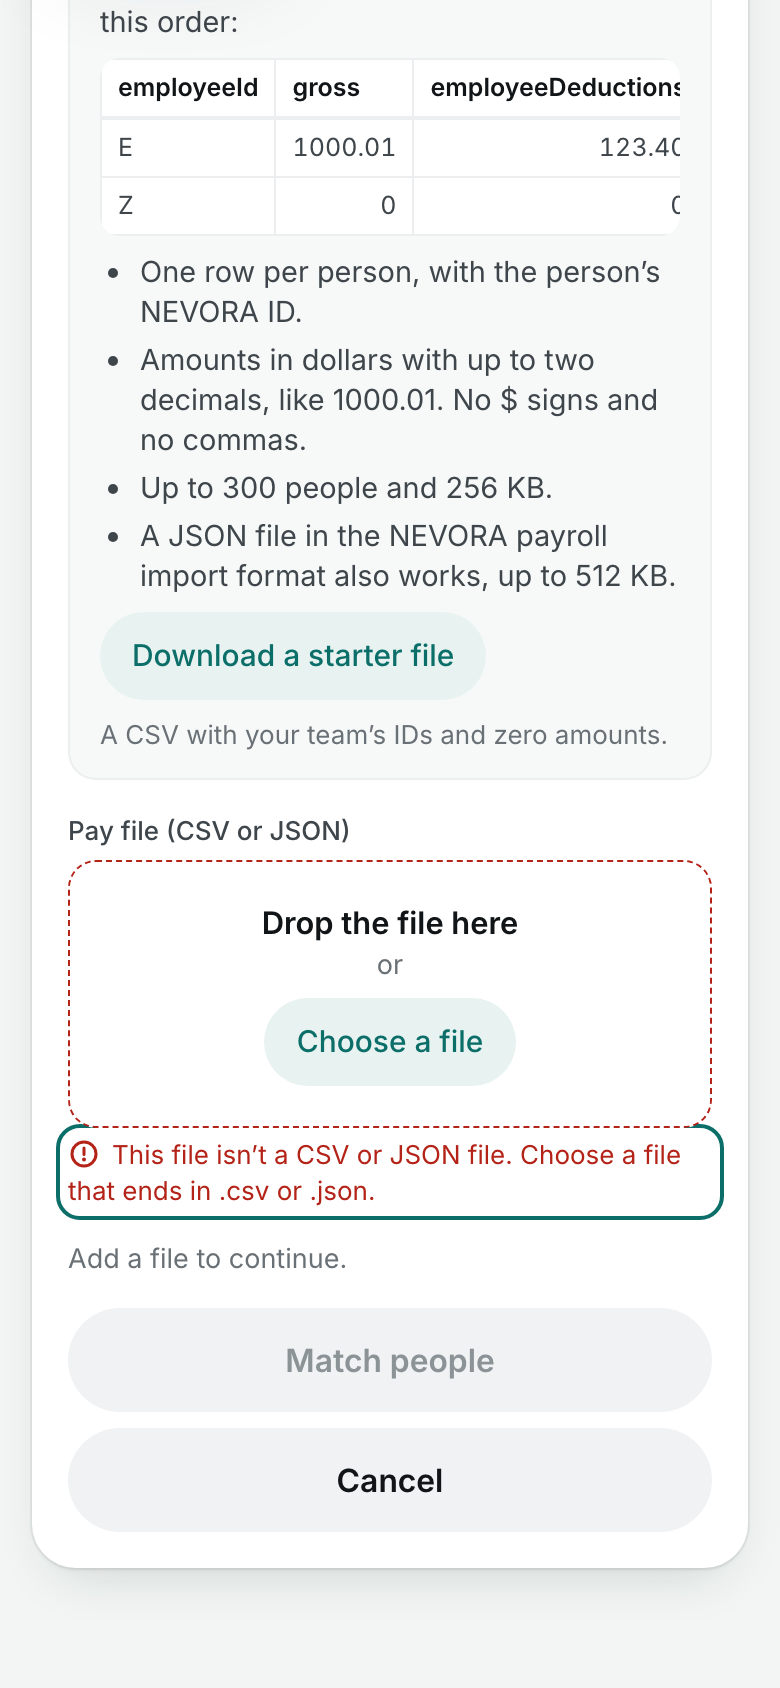 this order:
employeeId gross employeeDeductions
E 1000.01 123.40
Z 0 0
• One row per person, with the person’s
NEVORA ID.
• Amounts in dollars with up to two
decimals, like 1000.01. No $ signs and
no commas.
• Up to 300 people and 256 KB.
• A JSON file in the NEVORA payroll
import format also works, up to 512 KB.
Download a starter file
A CSV with your team’s IDs and zero amounts.
Pay file (CSV or JSON)
Drop the file here
or
Choose a file
This file isn’t a CSV or JSON file. Choose a file
that ends in .csv or .json.
Add a file to continue.
Match people
Cancel